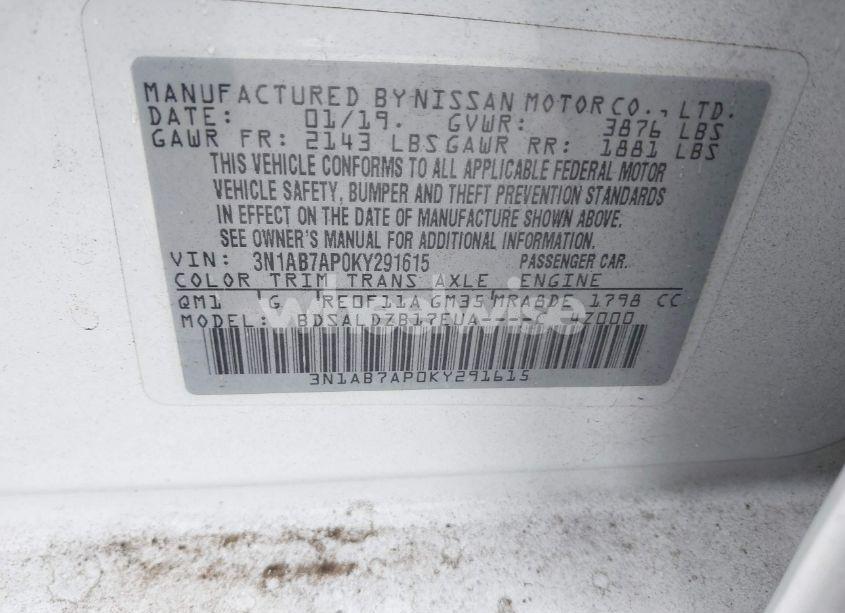 MANUFACTURED BY NISSAN MOTOR CO., LTD.
DATE: 01/19. GVWR: 3876 LBS
GAWR FR: 2143 LBS GAWR RR: 1881 LBS
THIS VEHICLE CONFORMS TO ALL APPLICABLE FEDERAL MOTOR
VEHICLE SAFETY, BUMPER AND THEFT PREVENTION STANDARDS
IN EFFECT ON THE DATE OF MANUFACTURE SHOWN ABOVE.
SEE OWNER'S MANUAL FOR ADDITIONAL INFORMATION.
VIN: 3N1AB7AP0KY291615 PASSENGER CAR.
COLOR TRIM TRANS AXLE ENGINE
QM1 G RE0F11A GM35 MRA8DE 1798 CC
MODEL: BDSALDZB17EUA
3N1AB7AP0KY291615